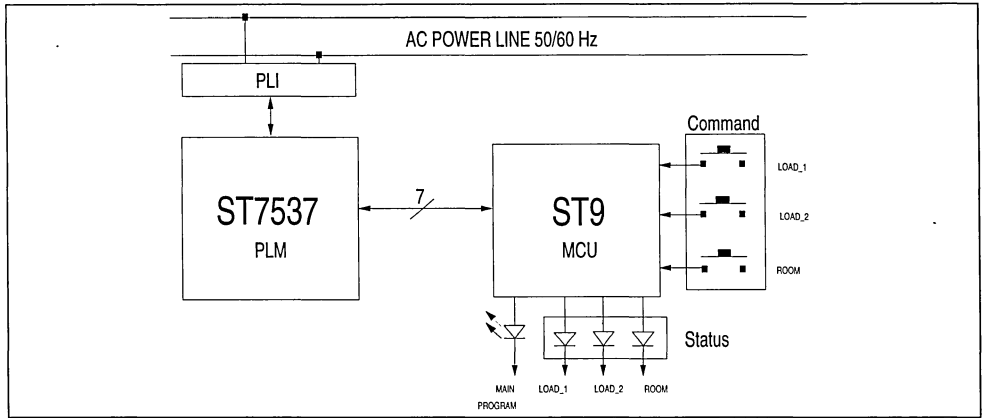 AC POWER LINE 50/60 Hz
PLI
Command
LOAD_1
ST7537
PLM
7
ST9
MCU
LOAD_2
ROOM
Status
MAIN
PROGRAM
LOAD_1
LOAD_2
ROOM